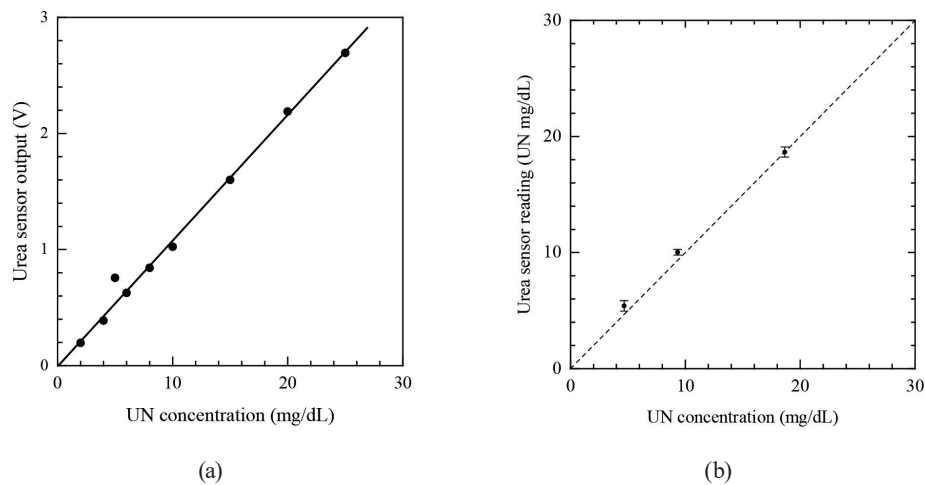 3
2
1
0
0
10
20
30
Urea sensor output (V)
UN concentration (mg/dL)
(a)
30
20
10
0
0
10
20
30
Urea sensor reading (UN mg/dL)
UN concentration (mg/dL)
(b)